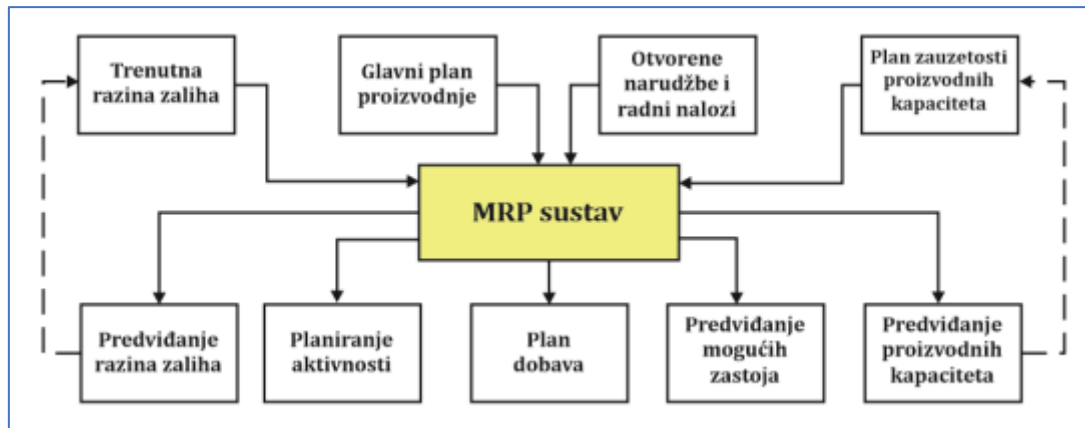 Trenutna
razina zaliha
Glavni plan
proizvodnje
Otvorene
narudžbe i
radni nalozi
Plan zauzetosti
proizvodnih
kapaciteta
MRP sustav
Predviđanje
razina zaliha
Planiranje
aktivnosti
Plan
dobava
Predviđanje
mogućih
zastoja
Predviđanje
proizvodnih
kapaciteta